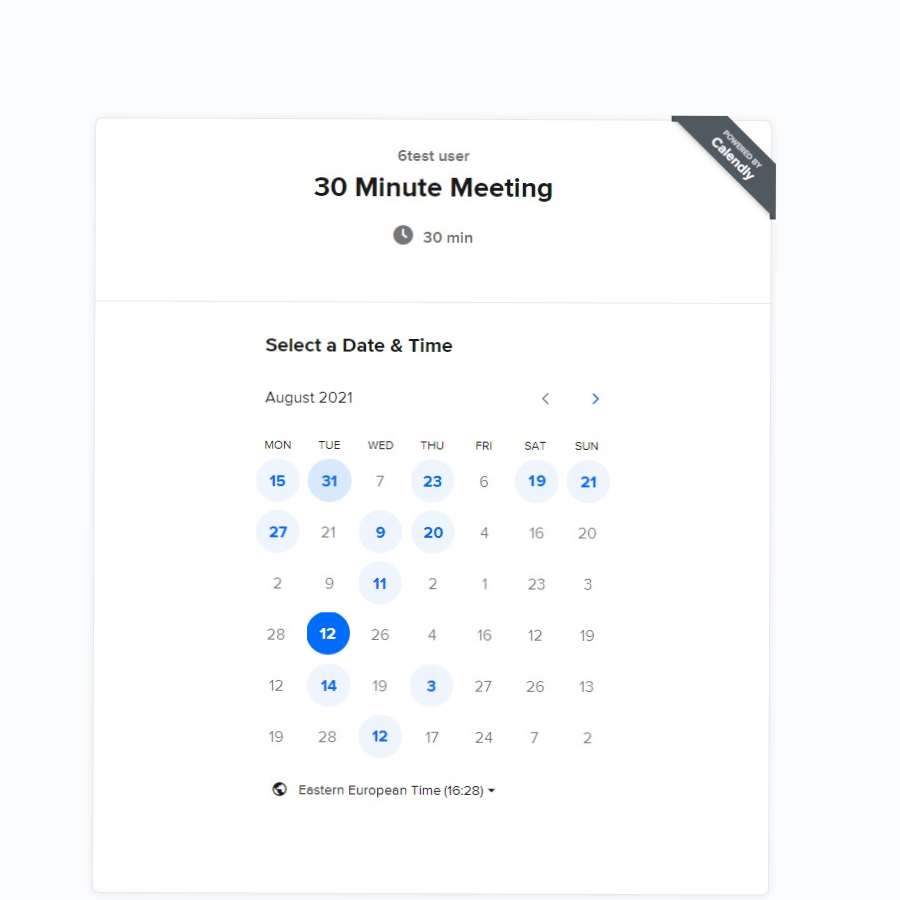 POWERED BY
Calendly
6test user
30 Minute Meeting
30 min
Select a Date & Time
August 2021
MON TUE WED THU FRI SAT SUN
15 31 7 23 6 19 21
27 21 9 20 4 16 20
2 9 11 2 1 23 3
28 12 26 4 16 12 19
12 14 19 3 27 26 13
19 28 12 17 24 7 2
Eastern European Time (16:28)